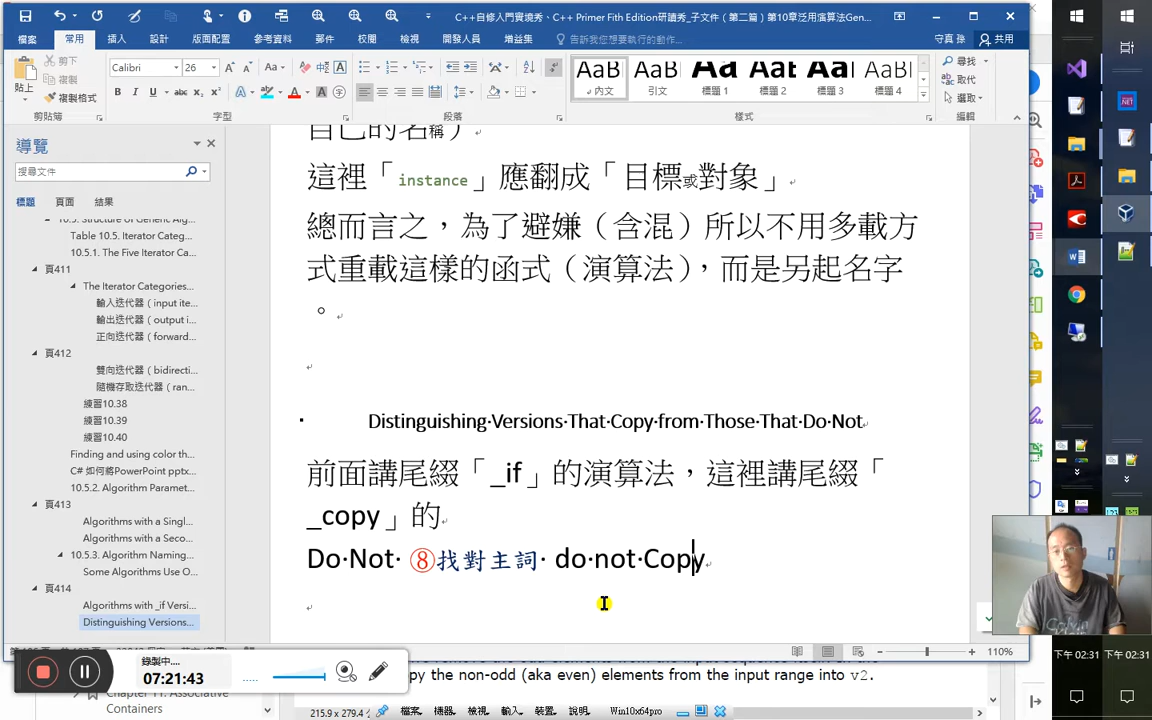 C++自修入門實境秀、C++ Primer Fith Edition研讀秀_子文件（第二篇）第10章泛用演算法Gen...
檔案 常用 插入 設計 版面配置 參考資料 郵件 校閱 檢視 開發人員 增益集 告訴我您想要執行的動作... 守真 孫 共用
貼上 剪下 複製 複製格式
Calibri 26
AaB AaB Aa Aat Aal AaBl
內文 引文 標題 1 標題 2 標題 3 標題 4
尋找 取代 選取
剪貼簿 字型 段落 樣式 編輯
導覽
搜尋文件
標題 頁面 結果
10.5. Structure of Generic Alg...
Table 10.5. Iterator Categ...
10.5.1. The Five Iterator Ca...
頁411
The Iterator Categories...
輸入迭代器（input ite...
輸出迭代器（output i...
正向迭代器（forward...
頁412
雙向迭代器（bidirecti...
隨機存取迭代器（ran...
練習10.38
練習10.39
練習10.40
Finding and using color th...
C# 如何將PowerPoint pptx...
10.5.2. Algorithm Paramet...
頁413
Algorithms with a Singl...
Algorithms with a Seco...
10.5.3. Algorithm Naming...
Some Algorithms Use O...
頁414
Algorithms with _if Versi...
Distinguishing Versions...
自己的名稱）
這裡「instance」應翻成「目標或對象」
總而言之，為了避嫌（含混）所以不用多載方
式重載這樣的函式（演算法），而是另起名字
。
Distinguishing Versions That Copy from Those That Do Not
前面講尾綴「_if」的演算法，這裡講尾綴「
_copy」的
Do Not ⑧找對主詞 do not Copy
110%
錄製中....
07:21:43
py the non-odd (aka even) elements from the input range into v2.
Chapter 11. Associative
Containers
215.9 x 279.4 檔案, 機器, 檢視, 輸入, 裝置, 說明, Win10x64pro
下午 02:31 下午 02:31